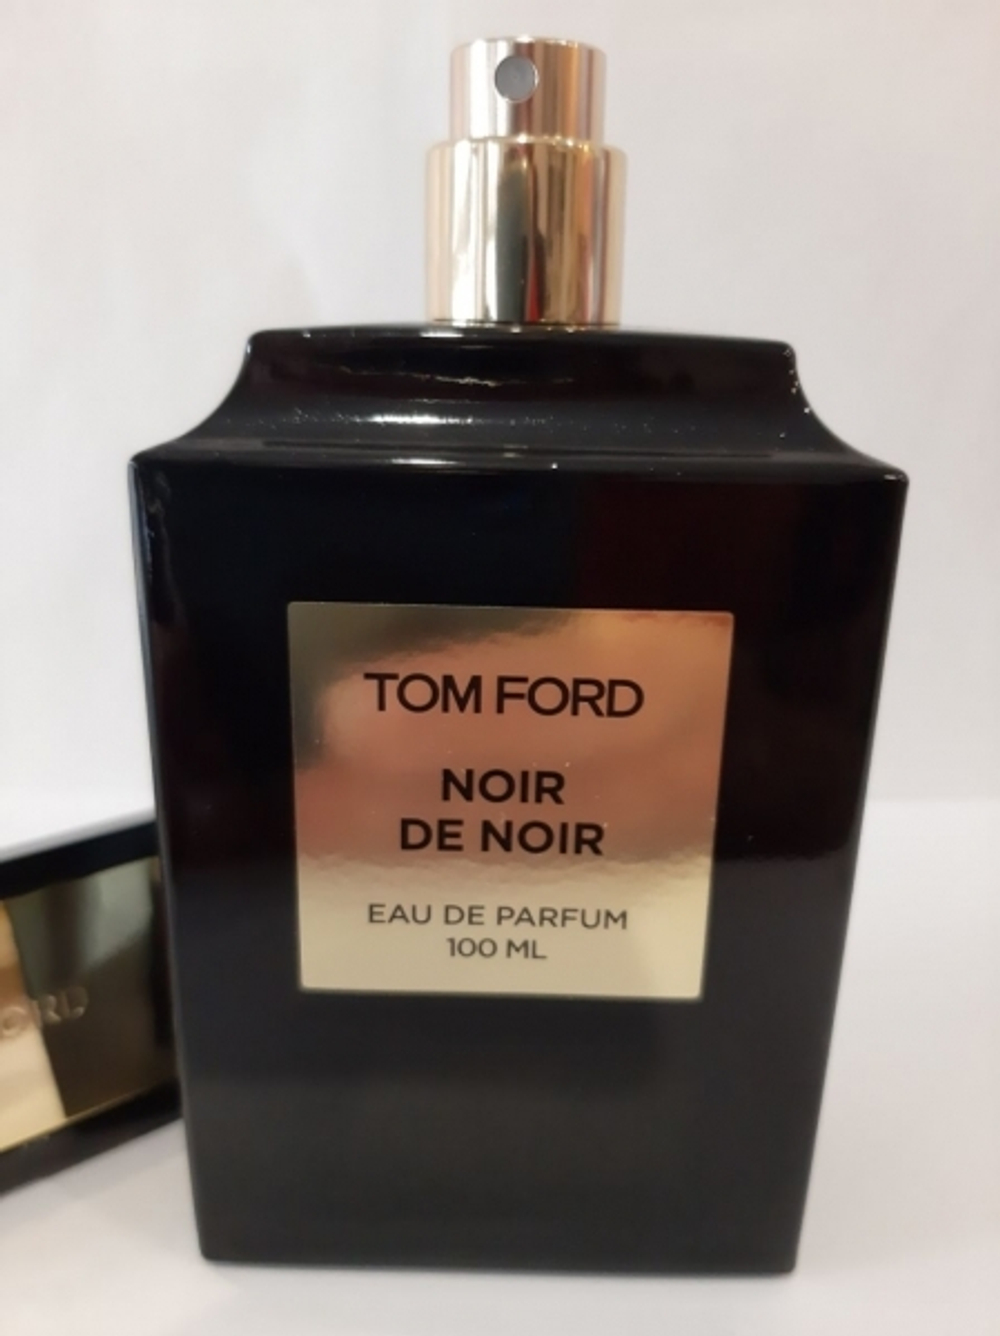 TOM FORD
NOIR
DE NOIR
EAU DE PARFUM
100 ML